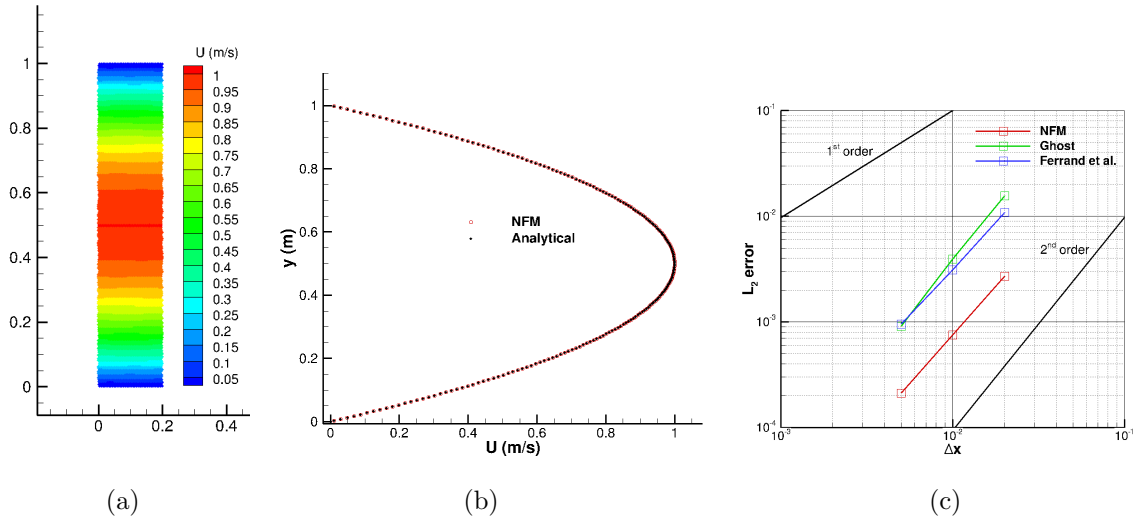 U (m/s)
1
0.95
0.9
0.85
0.8
0.75
0.7
0.65
0.6
0.55
0.5
0.45
0.4
0.35
0.3
0.25
0.2
0.15
0.1
0.05
1
0.8
0.6
0.4
0.2
0
0 0.2 0.4
(a)
y (m)
1
0.8
0.6
0.4
0.2
0
NFM
Analytical
0 0.2 0.4 0.6 0.8 1
U (m/s)
(b)
L2 error
10-1
10-2
10-3
10-4
1st order
NFM
Ghost
Ferrand et al.
2nd order
10-3 10-2 10-1
Δx
(c)